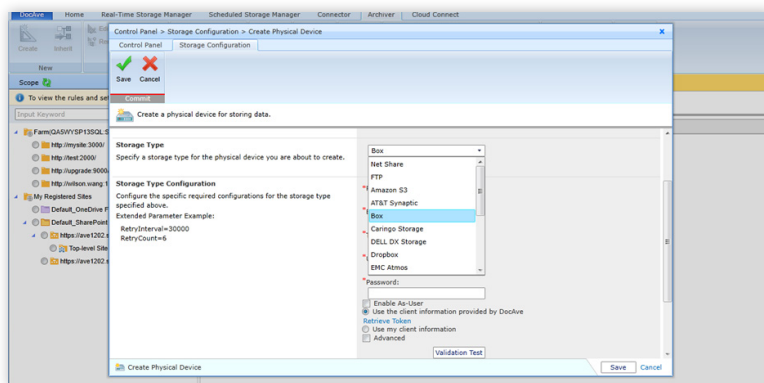 DocAve Home Real-Time Storage Manager Scheduled Storage Manager Connector Archiver Cloud Connect
Control Panel > Storage Configuration > Create Physical Device x
Control Panel Storage Configuration
Create Inherit
Save Cancel
New
Commit
Scope
To view the rules and set
Create a physical device for storing data.
Input Keyword
Farm(QA5WYSP13SQL:S
http://mysite:3000/
http://test:2000/
http://upgrade:9000/
http://wilson.wang:1
My Registered Sites
Default_OneDrive F
Default_SharePoint
https://ave1202.s
Top-level Site
https://ave1202.s
Storage Type
Specify a storage type for the physical device you are about to create.
Box
Net Share
FTP
Amazon S3
AT&T Synaptic
Box
Caringo Storage
DELL DX Storage
Dropbox
EMC Atmos
Storage Type Configuration
Configure the specific required configurations for the storage type
specified above.
Extended Parameter Example:
RetryInterval=30000
RetryCount=6
*Password:
Enable As-User
Use the client information provided by DocAve
Retrieve Token
Use my client information
Advanced
Validation Test
Create Physical Device
Save Cancel